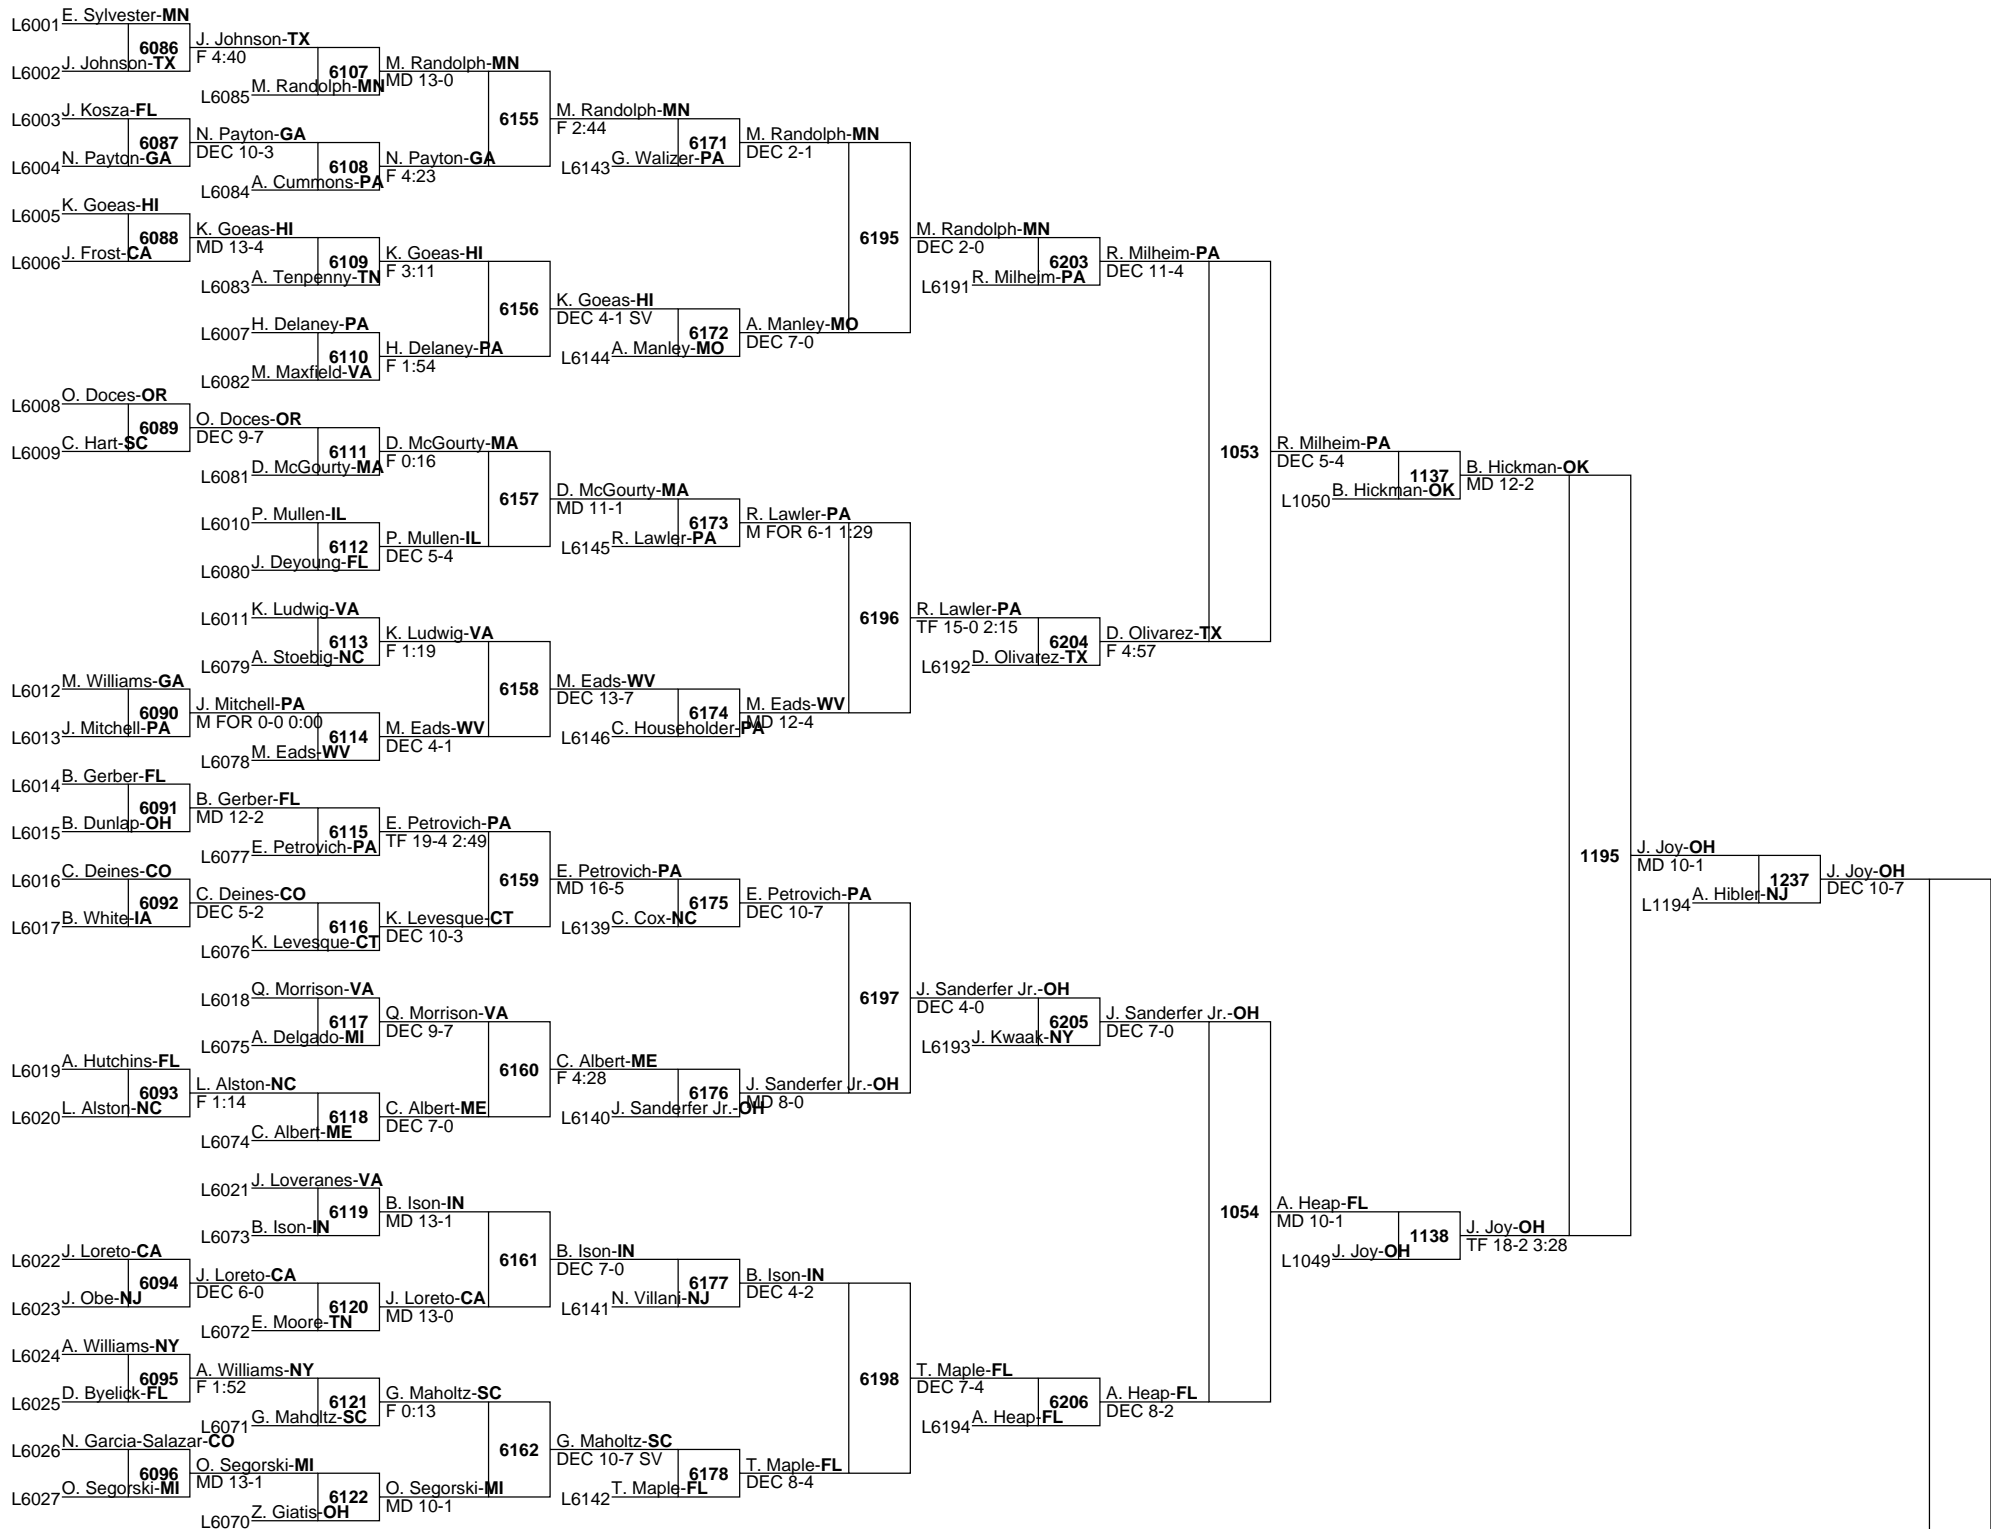 L6001 E. Sylvester-MN
6086
L6002 J. Johnson-TX
J. Johnson-TX
F 4:40
6107
L6085 M. Randolph-MN
M. Randolph-MN
MD 13-0
L6003 J. Kosza-FL
6087
L6004 N. Payton-GA
N. Payton-GA
DEC 10-3
6108
L6084 A. Cummons-PA
N. Payton-GA
F 4:23
6155
M. Randolph-MN
F 2:44
6171
L6143 G. Walizer-PA
M. Randolph-MN
DEC 2-1
L6005 K. Goeas-HI
6088
L6006 J. Frost-CA
K. Goeas-HI
MD 13-4
6109
L6083 A. Tenpenny-TN
K. Goeas-HI
F 3:11
L6007 H. Delaney-PA
6110
L6082 M. Maxfield-VA
H. Delaney-PA
F 1:54
6156
K. Goeas-HI
DEC 4-1 SV
6172
L6144 A. Manley-MO
A. Manley-MO
DEC 7-0
6195
M. Randolph-MN
DEC 2-0
6203
L6191 R. Milheim-PA
R. Milheim-PA
DEC 11-4
L6008 O. Doces-OR
6089
L6009 C. Hart-SC
O. Doces-OR
DEC 9-7
6111
L6081 D. McGourty-MA
D. McGourty-MA
F 0:16
L6010 P. Mullen-IL
6112
L6080 J. Deyoung-FL
P. Mullen-IL
DEC 5-4
6157
D. McGourty-MA
MD 11-1
6173
L6145 R. Lawler-PA
R. Lawler-PA
M FOR 6-1 1:29
L6011 K. Ludwig-VA
6113
L6079 A. Stoebig-NC
K. Ludwig-VA
F 1:19
L6012 M. Williams-GA
6090
L6013 J. Mitchell-PA
J. Mitchell-PA
M FOR 0-0 0:00
6114
L6078 M. Eads-WV
M. Eads-WV
DEC 4-1
6158
M. Eads-WV
DEC 13-7
6174
L6146 C. Householder-PA
M. Eads-WV
MD 12-4
6196
R. Lawler-PA
TF 15-0 2:15
6204
L6192 D. Olivarez-TX
D. Olivarez-TX
F 4:57
1053
R. Milheim-PA
DEC 5-4
1137
L1050 B. Hickman-OK
B. Hickman-OK
MD 12-2
L6014 B. Gerber-FL
6091
L6015 B. Dunlap-OH
B. Gerber-FL
MD 12-2
6115
L6077 E. Petrovich-PA
E. Petrovich-PA
TF 19-4 2:49
L6016 C. Deines-CO
6092
L6017 B. White-IA
C. Deines-CO
DEC 5-2
6116
L6076 K. Levesque-CT
K. Levesque-CT
DEC 10-3
6159
E. Petrovich-PA
MD 16-5
6175
L6139 C. Cox-NC
E. Petrovich-PA
DEC 10-7
L6018 Q. Morrison-VA
6117
L6075 A. Delgado-MI
Q. Morrison-VA
DEC 9-7
L6019 A. Hutchins-FL
6093
L6020 L. Alston-NC
L. Alston-NC
F 1:14
6118
L6074 C. Albert-ME
C. Albert-ME
DEC 7-0
6160
C. Albert-ME
F 4:28
6176
L6140 J. Sanderfer Jr.-OH
J. Sanderfer Jr.-OH
MD 8-0
6197
J. Sanderfer Jr.-OH
DEC 4-0
6205
L6193 J. Kwaak-NY
J. Sanderfer Jr.-OH
DEC 7-0
L6021 J. Loveranes-VA
6119
L6073 B. Ison-IN
B. Ison-IN
MD 13-1
L6022 J. Loreto-CA
6094
L6023 J. Obe-NJ
J. Loreto-CA
DEC 6-0
6120
L6072 E. Moore-TN
J. Loreto-CA
MD 13-0
6161
B. Ison-IN
DEC 7-0
6177
L6141 N. Villani-NJ
B. Ison-IN
DEC 4-2
L6024 A. Williams-NY
6095
L6025 D. Byelick-FL
A. Williams-NY
F 1:52
6121
L6071 G. Maholtz-SC
G. Maholtz-SC
F 0:13
L6026 N. Garcia-Salazar-CO
6096
L6027 O. Segorski-MI
O. Segorski-MI
MD 13-1
6122
L6070 Z. Giatis-OH
O. Segorski-MI
MD 10-1
6162
G. Maholtz-SC
DEC 10-7 SV
6178
L6142 T. Maple-FL
T. Maple-FL
DEC 8-4
6198
T. Maple-FL
DEC 7-4
6206
L6194 A. Heap-FL
A. Heap-FL
DEC 8-2
1054
A. Heap-FL
MD 10-1
1138
L1049 J. Joy-OH
J. Joy-OH
TF 18-2 3:28
1195
J. Joy-OH
MD 10-1
1237
L1194 A. Hibler-NJ
J. Joy-OH
DEC 10-7